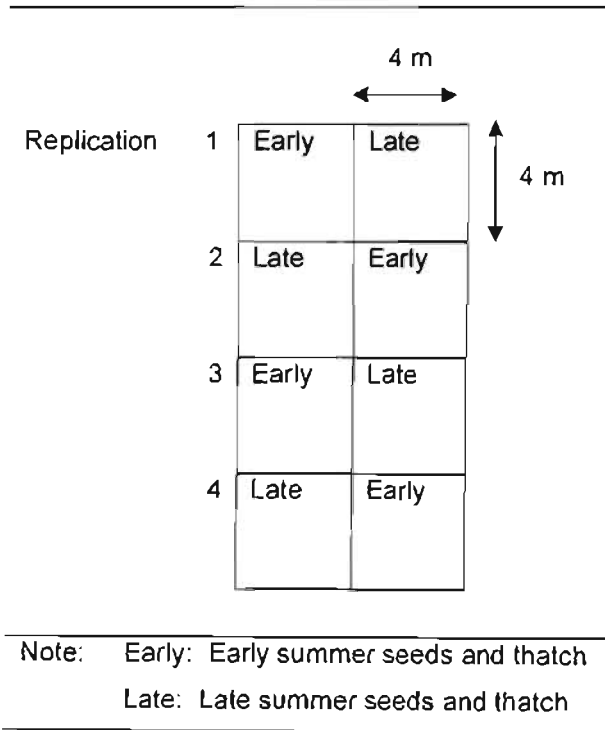 4 m
Replication 1 Early Late
4 m
2 Late Early
3 Early Late
4 Late Early
Note: Early: Early summer seeds and thatch
Late: Late summer seeds and thatch